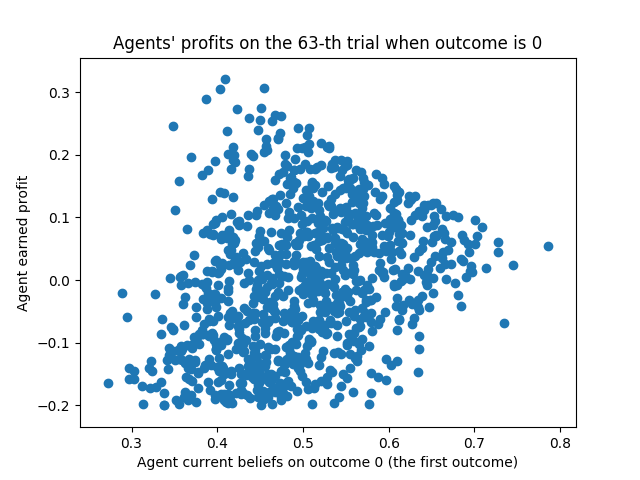 Agents' profits on the 63-th trial when outcome is 0
Agent earned profit
0.3
0.2
0.1
0.0
−0.1
−0.2
0.3 0.4 0.5 0.6 0.7 0.8
Agent current beliefs on outcome 0 (the first outcome)